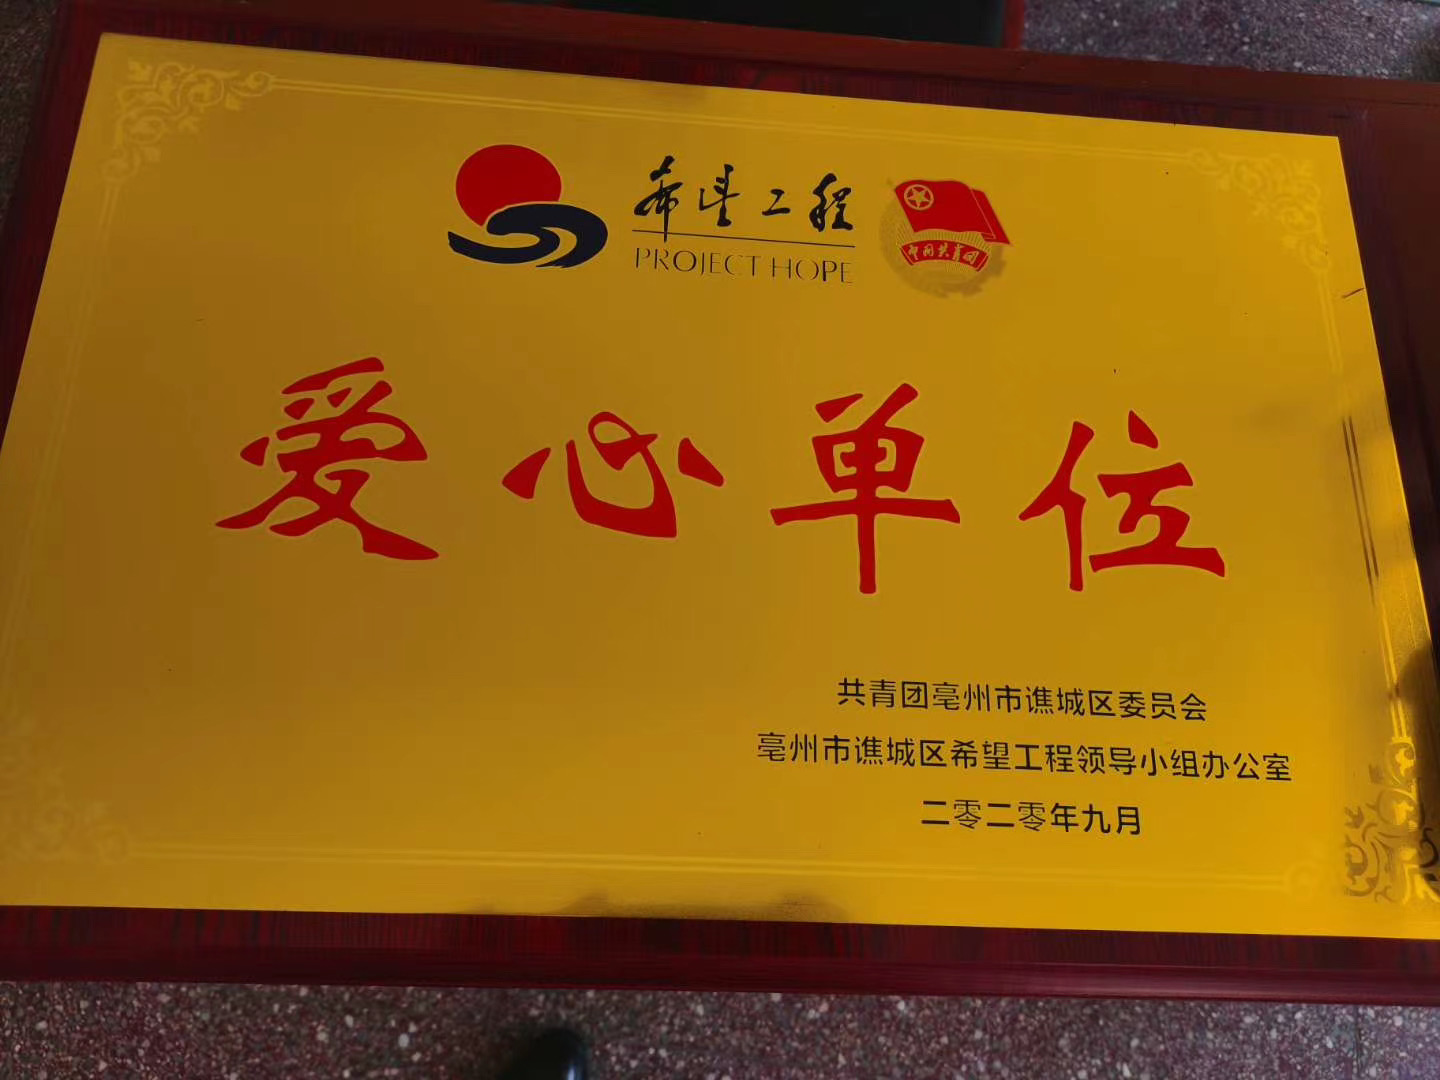 希望工程
PROJECT HOPE
中国共青团
爱心单位
共青团亳州市谯城区委员会
亳州市谯城区希望工程领导小组办公室
二零二零年九月